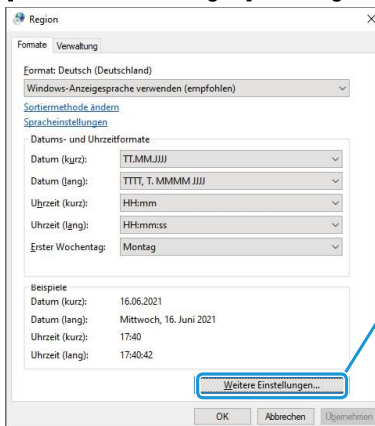 Region
Formate Verwaltung
Format: Deutsch (Deutschland)
Windows-Anzeigesprache verwenden (empfohlen)
Sortiermethode ändern
Spracheinstellungen
Datums- und Uhrzeitformate
Datum (kurz): TT.MM.JJJJ
Datum (lang): TTTT, T. MMMM JJJJ
Uhrzeit (kurz): HH:mm
Uhrzeit (lang): HH:mm:ss
Erster Wochentag: Montag
Beispiele
Datum (kurz): 16.06.2021
Datum (lang): Mittwoch, 16. Juni 2021
Uhrzeit (kurz): 17:40
Uhrzeit (lang): 17:40:42
Weitere Einstellungen...
OK Abbrechen Übernehmen